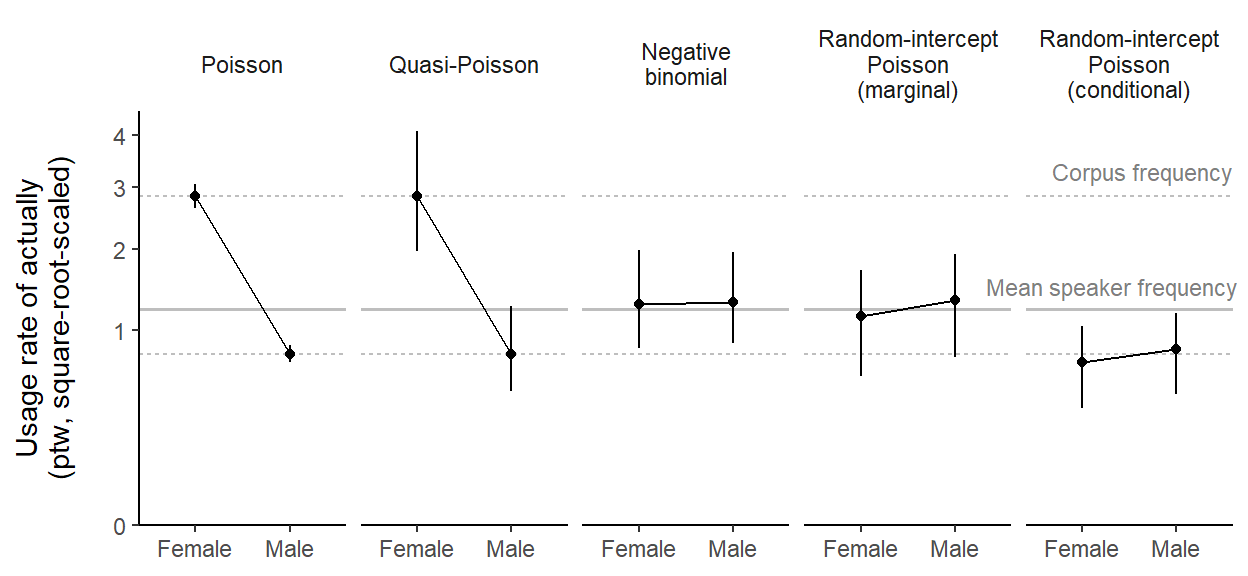 Poisson
Quasi-Poisson
Negative
binomial
Random-intercept
Poisson
(marginal)
Random-intercept
Poisson
(conditional)
Usage rate of actually
(ptw, square-root-scaled)
4
3
2
1
0
Corpus frequency
Mean speaker frequency
Female Male
Female Male
Female Male
Female Male
Female Male